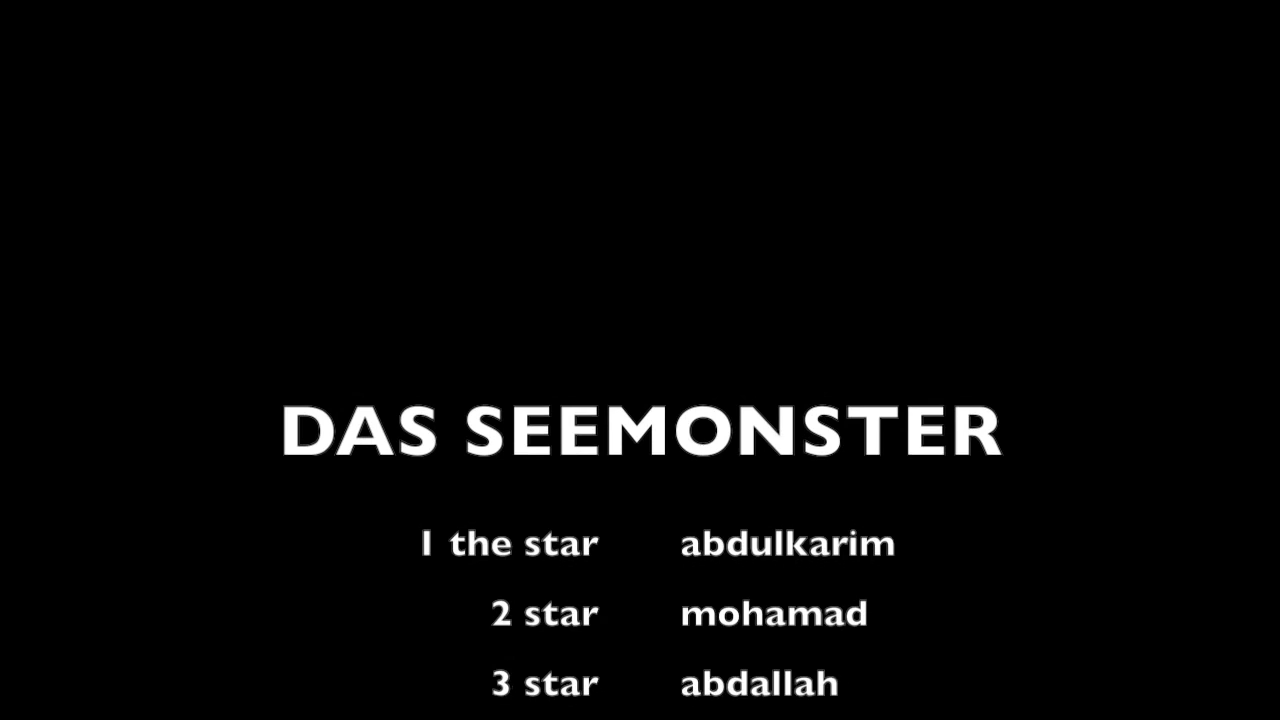 DAS SEEMONSTER
1 the star abdulkarim
2 star mohamad
3 star abdallah